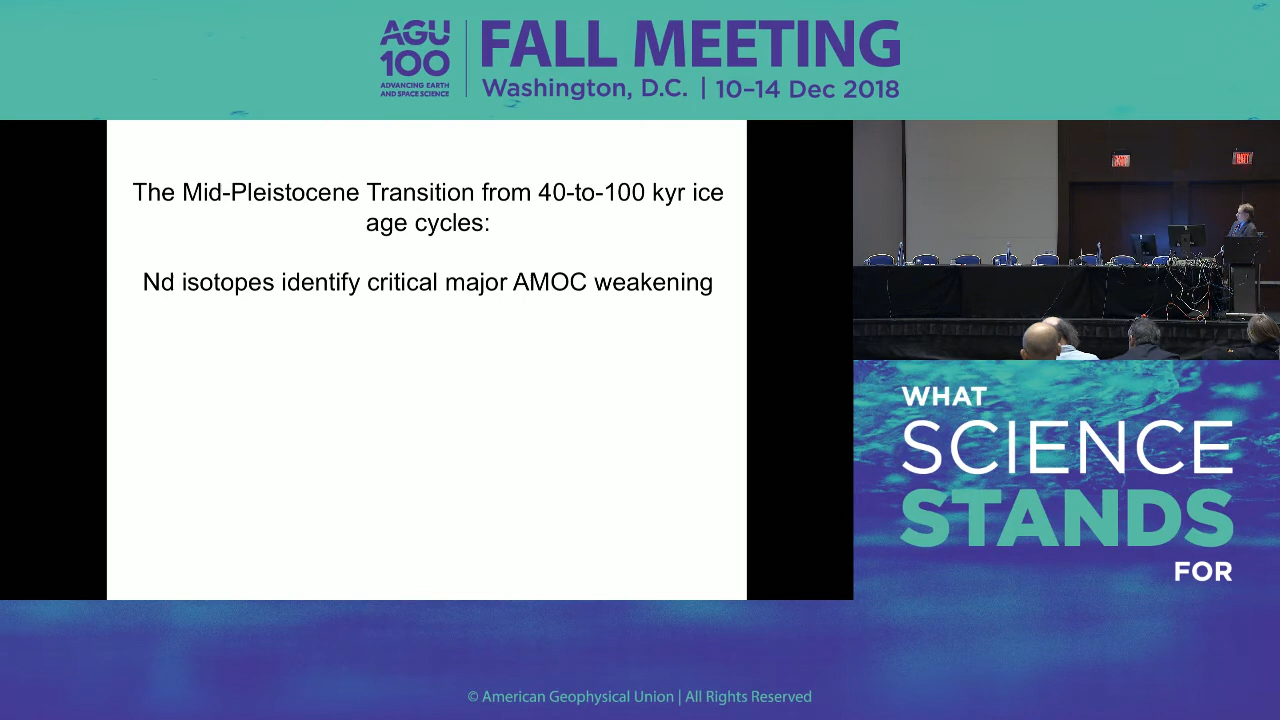 AGU
100
ADVANCING EARTH
AND SPACE SCIENCE
FALL MEETING
Washington, D.C. | 10–14 Dec 2018
The Mid-Pleistocene Transition from 40-to-100 kyr ice
age cycles:
Nd isotopes identify critical major AMOC weakening
EXIT
EXIT
WHAT
SCIENCE
STANDS
FOR
© American Geophysical Union | All Rights Reserved